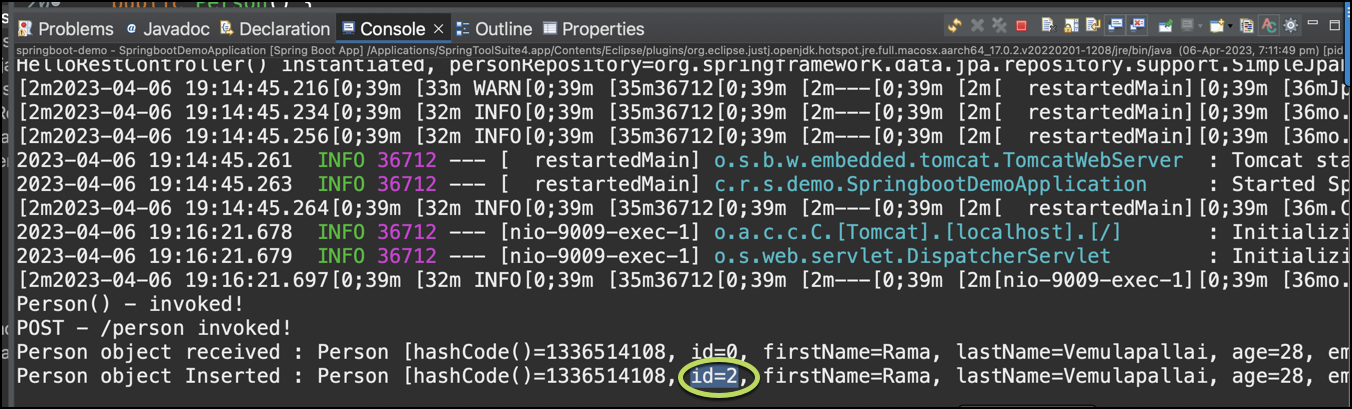 public Person() {
Problems Javadoc Declaration Console Outline Properties
springboot-demo - SpringbootDemoApplication [Spring Boot App] /Applications/SpringToolSuite4.app/Contents/Eclipse/plugins/org.eclipse.justj.openjdk.hotspot.jre.full.macosx.aarch64_17.0.2.v20220201-1208/jre/bin/java (06-Apr-2023, 7:11:49 pm) [pid
HelloRestController() instantiated, personRepository=org.springframework.data.jpa.repository.support.SimpleJpaR
[2m2023-04-06 19:14:45.216[0;39m [33m WARN[0;39m [35m36712[0;39m [2m---[0;39m [2m[  restartedMain][0;39m [36mJp
[2m2023-04-06 19:14:45.234[0;39m [32m INFO[0;39m [35m36712[0;39m [2m---[0;39m [2m[  restartedMain][0;39m [36mo.
[2m2023-04-06 19:14:45.256[0;39m [32m INFO[0;39m [35m36712[0;39m [2m---[0;39m [2m[  restartedMain][0;39m [36mo.
2023-04-06 19:14:45.261  INFO 36712 --- [  restartedMain] o.s.b.w.embedded.tomcat.TomcatWebServer  : Tomcat sta
2023-04-06 19:14:45.263  INFO 36712 --- [  restartedMain] c.r.s.demo.SpringbootDemoApplication     : Started Sp
[2m2023-04-06 19:14:45.264[0;39m [32m INFO[0;39m [35m36712[0;39m [2m---[0;39m [2m[  restartedMain][0;39m [36m.C
2023-04-06 19:16:21.678  INFO 36712 --- [nio-9009-exec-1] o.a.c.c.C.[Tomcat].[localhost].[/]       : Initializi
2023-04-06 19:16:21.679  INFO 36712 --- [nio-9009-exec-1] o.s.web.servlet.DispatcherServlet        : Initializi
[2m2023-04-06 19:16:21.697[0;39m [32m INFO[0;39m [35m36712[0;39m [2m---[0;39m [2m[nio-9009-exec-1][0;39m [36mo.
Person() - invoked!
POST - /person invoked!
Person object received : Person [hashCode()=1336514108, id=0, firstName=Rama, lastName=Vemulapallai, age=28, em
Person object Inserted : Person [hashCode()=1336514108, id=2, firstName=Rama, lastName=Vemulapallai, age=28, em